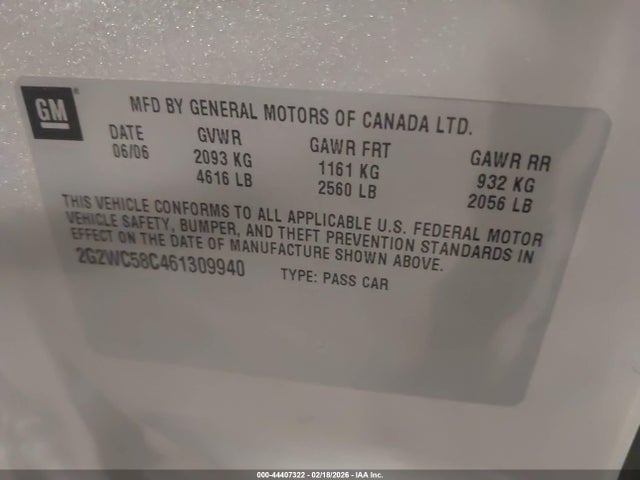 GM
MFD BY GENERAL MOTORS OF CANADA LTD.
DATE GVWR GAWR FRT GAWR RR
06/06 2093 KG 1161 KG 932 KG
4616 LB 2560 LB 2056 LB
THIS VEHICLE CONFORMS TO ALL APPLICABLE U.S. FEDERAL MOTOR
VEHICLE SAFETY, BUMPER, AND THEFT PREVENTION STANDARDS IN
EFFECT ON THE DATE OF MANUFACTURE SHOWN ABOVE.
2G2WC58C461309940 TYPE: PASS CAR
000-44407322 - 02/18/2026 - IAA Inc.